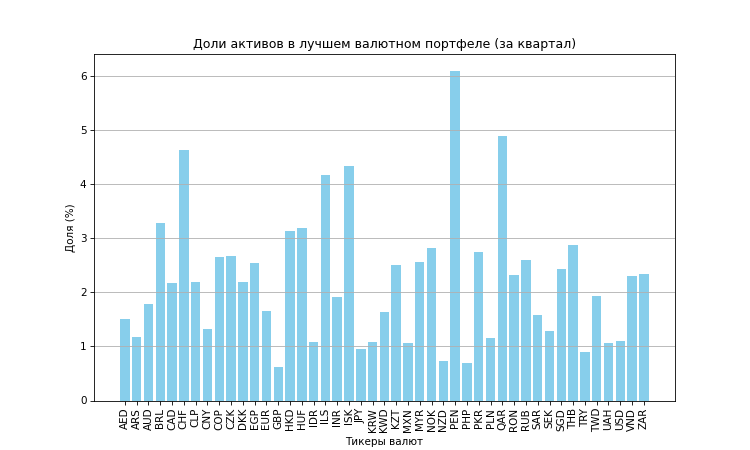 Доли активов в лучшем валютном портфеле (за квартал)
Доля (%)
6
5
4
3
2
1
0
AED ARS AUD BRL CAD CHF CLP CNY COP CZK DKK EGP EUR GBP HKD HUF IDR ILS INR ISK JPY KRW KWD KZT MXN MYR NOK NZD PEN PHP PKR PLN QAR RON RUB SAR SEK SGD THB TRY TWD UAH USD VND ZAR
Тикеры валют